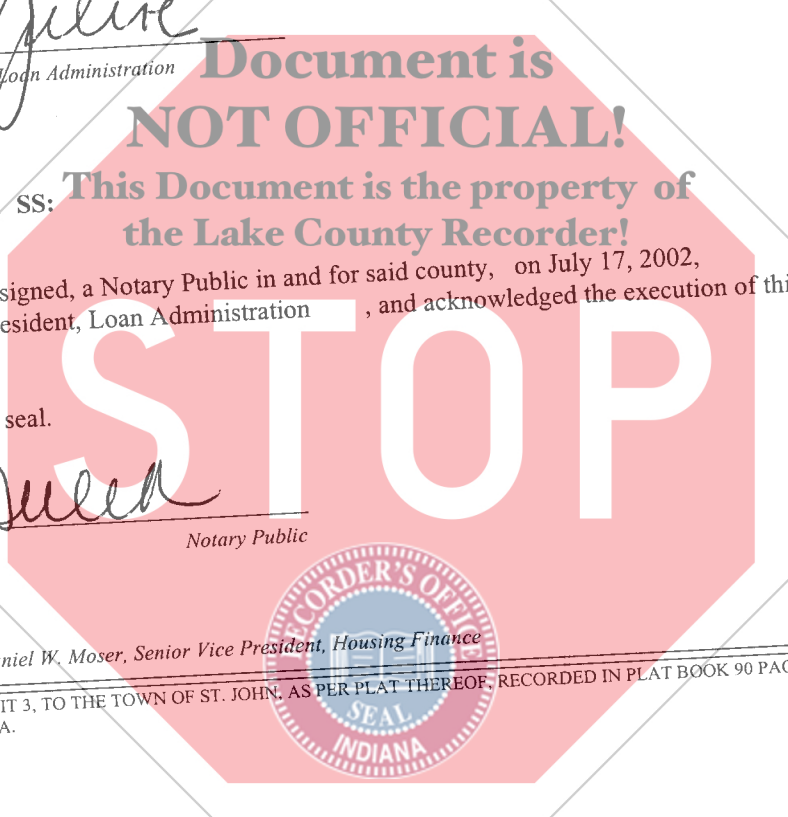 Loan Administration
Document is
NOT OFFICIAL!
This Document is the property of
the Lake County Recorder!
SS:
signed, a Notary Public in and for said county, on July 17, 2002,
esident, Loan Administration , and acknowledged the execution of thi
STOP
seal.
Notary Public
RECORDER'S OFFICE
SEAL
INDIANA
niel W. Moser, Senior Vice President, Housing Finance
IT 3, TO THE TOWN OF ST. JOHN, AS PER PLAT THEREOF, RECORDED IN PLAT BOOK 90 PAG
A.